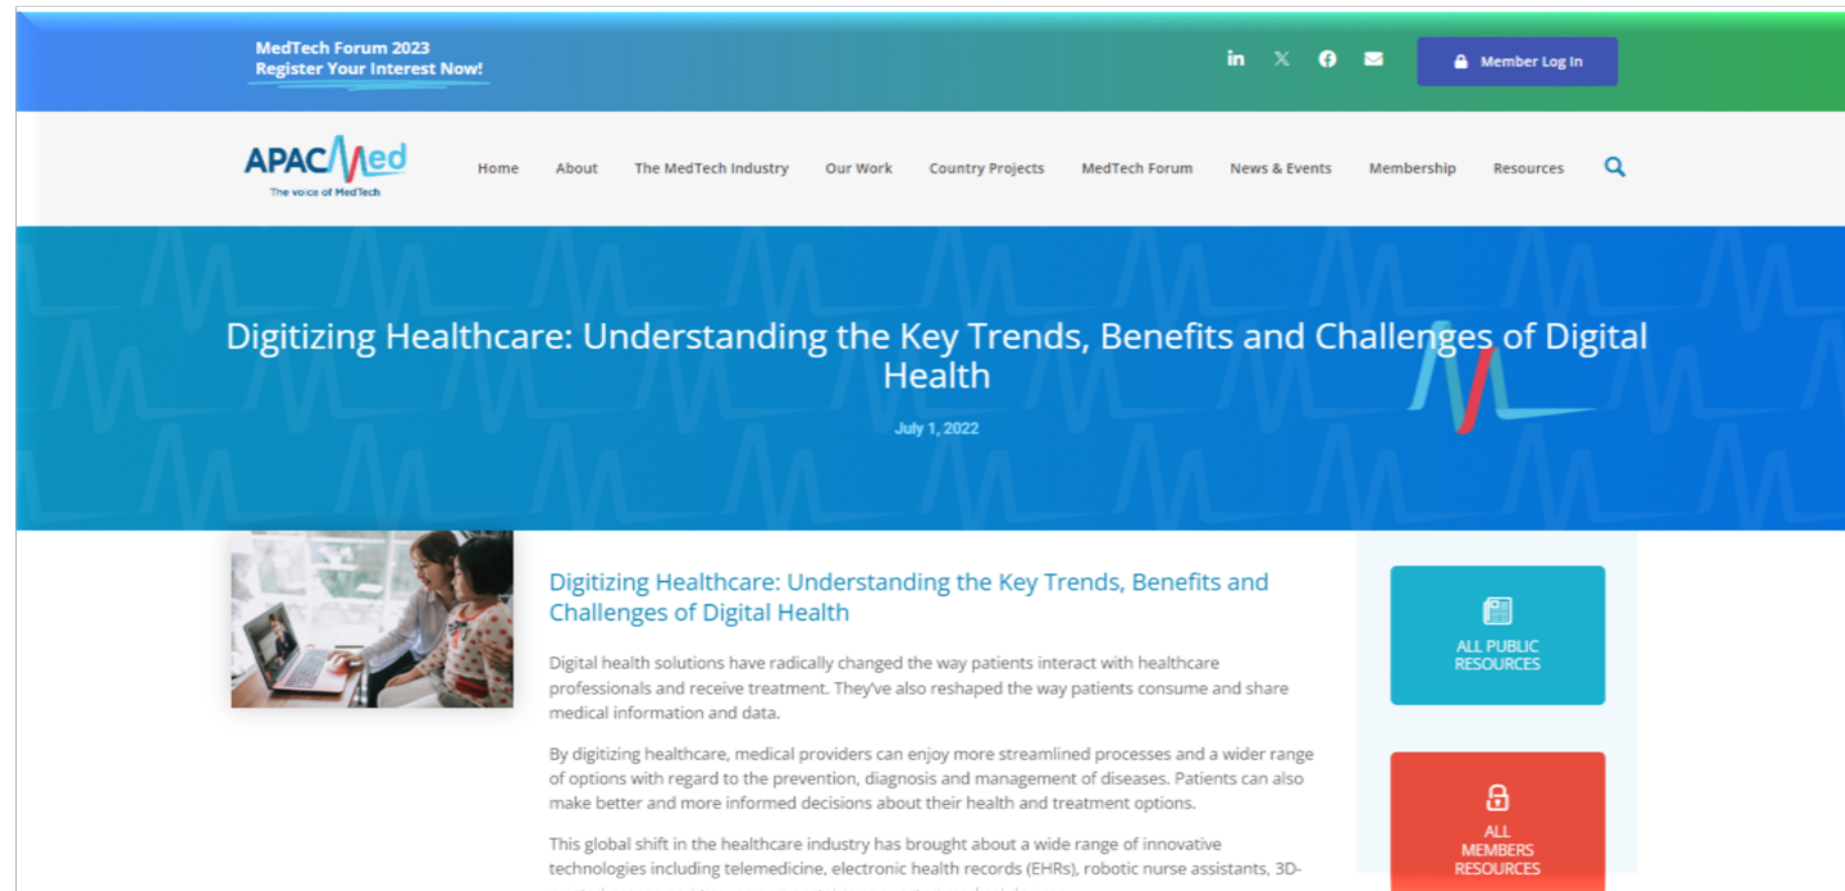 MedTech Forum 2023
Register Your Interest Now!
Member Log In
APACMed
The voice of MedTech
Home About The MedTech Industry Our Work Country Projects MedTech Forum News & Events Membership Resources
Digitizing Healthcare: Understanding the Key Trends, Benefits and Challenges of Digital
Health
July 1, 2022
Digitizing Healthcare: Understanding the Key Trends, Benefits and
Challenges of Digital Health
Digital health solutions have radically changed the way patients interact with healthcare
professionals and receive treatment. They've also reshaped the way patients consume and share
medical information and data.
By digitizing healthcare, medical providers can enjoy more streamlined processes and a wider range
of options with regard to the prevention, diagnosis and management of diseases. Patients can also
make better and more informed decisions about their health and treatment options.
This global shift in the healthcare industry has brought about a wide range of innovative
technologies including telemedicine, electronic health records (EHRs), robotic nurse assistants, 3D-
ALL PUBLIC
RESOURCES
ALL
MEMBERS
RESOURCES